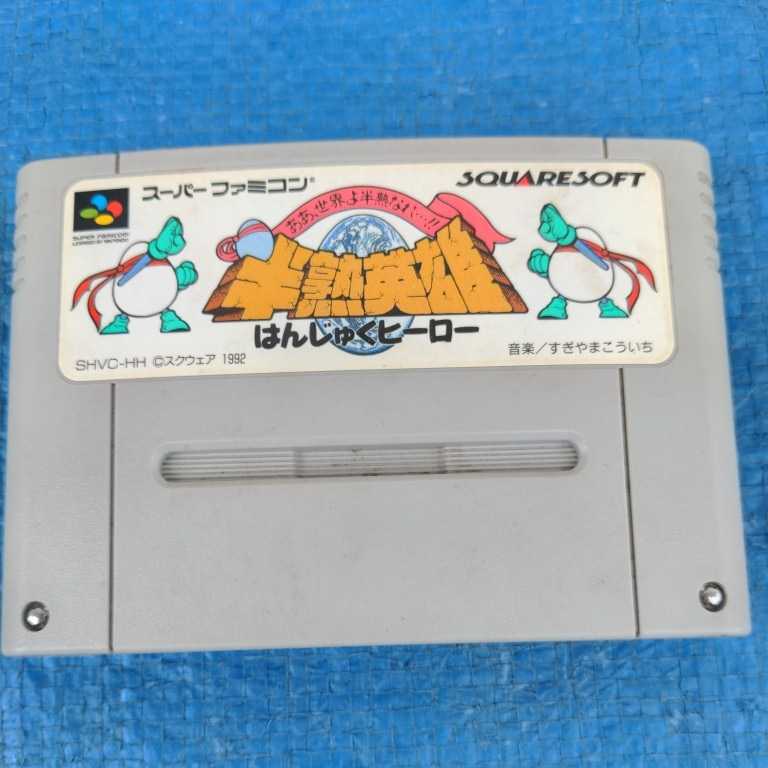 スーパーファミコン®
SQUARESOFT
SUPER FAMICOM
ああ、世界よ半熟なれ…!!
半熟英雄
はんじゅくヒーロー
SHVC-HH ©スクウェア 1992
音楽/すぎやまこういち